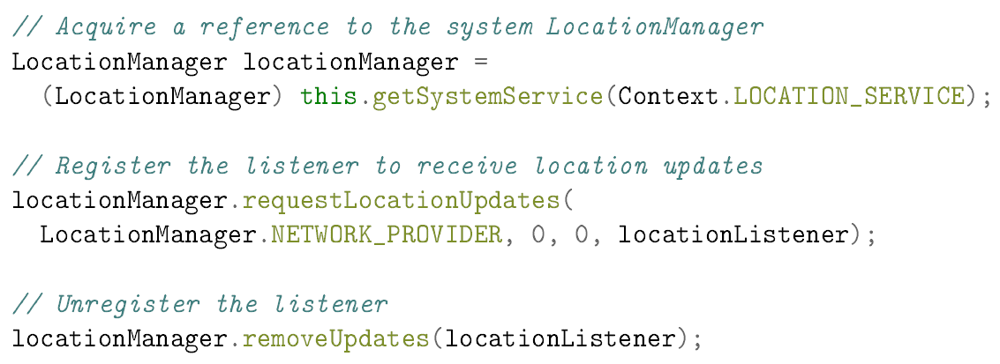 // Acquire a reference to the system LocationManager
LocationManager locationManager =
(LocationManager) this.getSystemService(Context.LOCATION_SERVICE);
// Register the listener to receive location updates
locationManager.requestLocationUpdates(
LocationManager.NETWORK_PROVIDER, 0, 0, locationListener);
// Unregister the listener
locationManager.removeUpdates(locationListener);